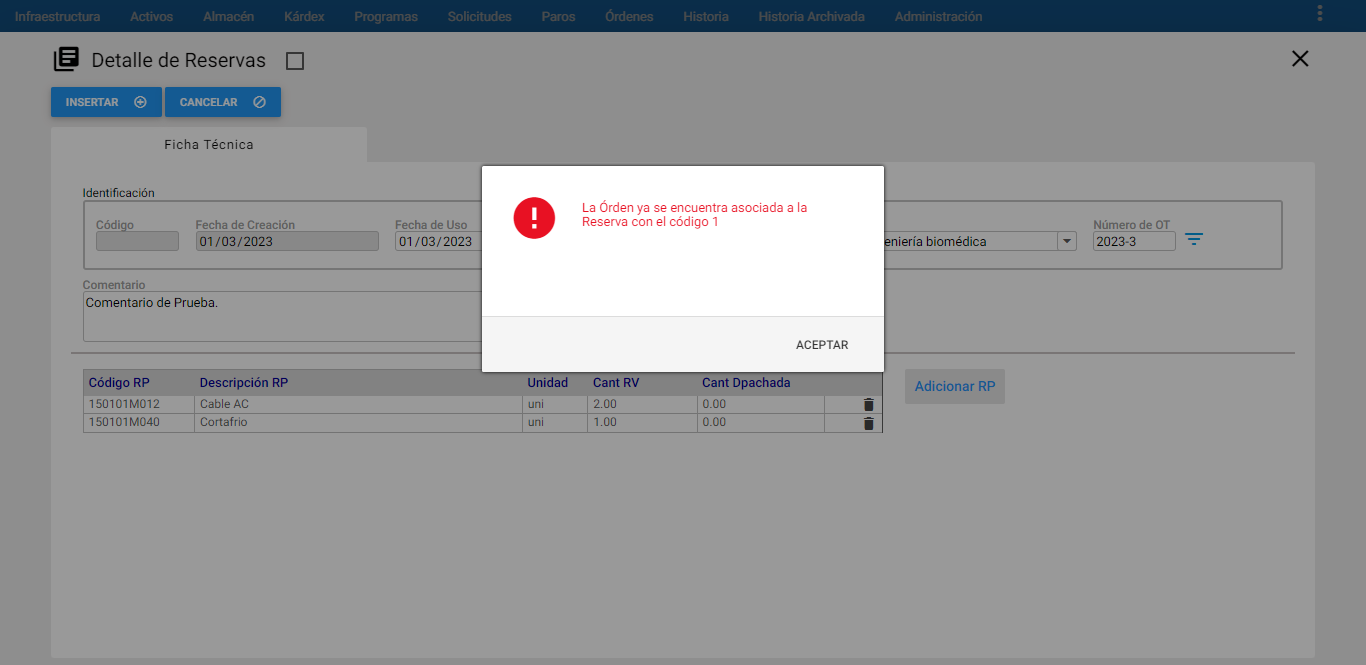 Infraestructura Activos Almacén Kárdex Programas Solicitudes Paros Órdenes Historia Historia Archivada Administración
Detalle de Reservas
INSERTAR CANCELAR
Ficha Técnica
Identificación
Código Fecha de Creación Fecha de Uso Número de OT
01/03/2023 01/03/2023 eniería biomédica 2023-3
Comentario
Comentario de Prueba.
La Órden ya se encuentra asociada a la
Reserva con el código 1
ACEPTAR
Código RP Descripción RP Unidad Cant RV Cant Dpachada Adicionar RP
150101M012 Cable AC uni 2.00 0.00
150101M040 Cortafrio uni 1.00 0.00